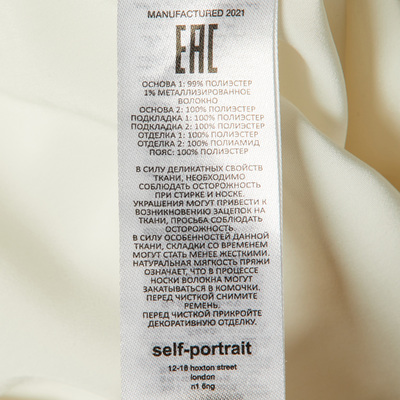 MANUFACTURED 2021
EAC
ОСНОВА 1: 99% ПОЛИЭСТЕР
1% МЕТАЛЛИЗИРОВАННОЕ
ВОЛОКНО
ОСНОВА 2: 100% ПОЛИЭСТЕР
ПОДКЛАДКА 1: 100% ПОЛИЭСТЕР
ПОДКЛАДКА 2: 100% ПОЛИЭСТЕР
ОТДЕЛКА 1: 100% ПОЛИЭСТЕР
ОТДЕЛКА 2: 100% ПОЛИАМИД
ПОЯС: 100% ПОЛИЭСТЕР
В СИЛУ ДЕЛИКАТНЫХ СВОЙСТВ
ТКАНИ, НЕОБХОДИМО
СОБЛЮДАТЬ ОСТОРОЖНОСТЬ
ПРИ СТИРКЕ И НОСКЕ.
УКРАШЕНИЯ МОГУТ ПРИВЕСТИ К
ВОЗНИКНОВЕНИЮ ЗАЦЕПОК НА
ТКАНИ, ПРОСЬБА СОБЛЮДАТЬ
ОСТОРОЖНОСТЬ
В СИЛУ ОСОБЕННОСТЕЙ ДАННОЙ
ТКАНИ, СКЛАДКИ СО ВРЕМЕНЕМ
МОГУТ СТАТЬ МЕНЕЕ ЖЕСТКИМИ.
НАТУРАЛЬНАЯ МЯГКОСТЬ ПРЯЖИ
ОЗНАЧАЕТ, ЧТО В ПРОЦЕССЕ
НОСКИ ВОЛОКНА МОГУТ
ЗАКАТЫВАТЬСЯ В КОМОЧКИ.
ПЕРЕД ЧИСТКОЙ СНИМИТЕ
РЕМЕНЬ.
ПЕРЕД ЧИСТКОЙ ПРИКРОЙТЕ
ДЕКОРАТИВНУЮ ОТДЕЛКУ.
self-portrait
12-18 hoxton street
london
n1 6ng